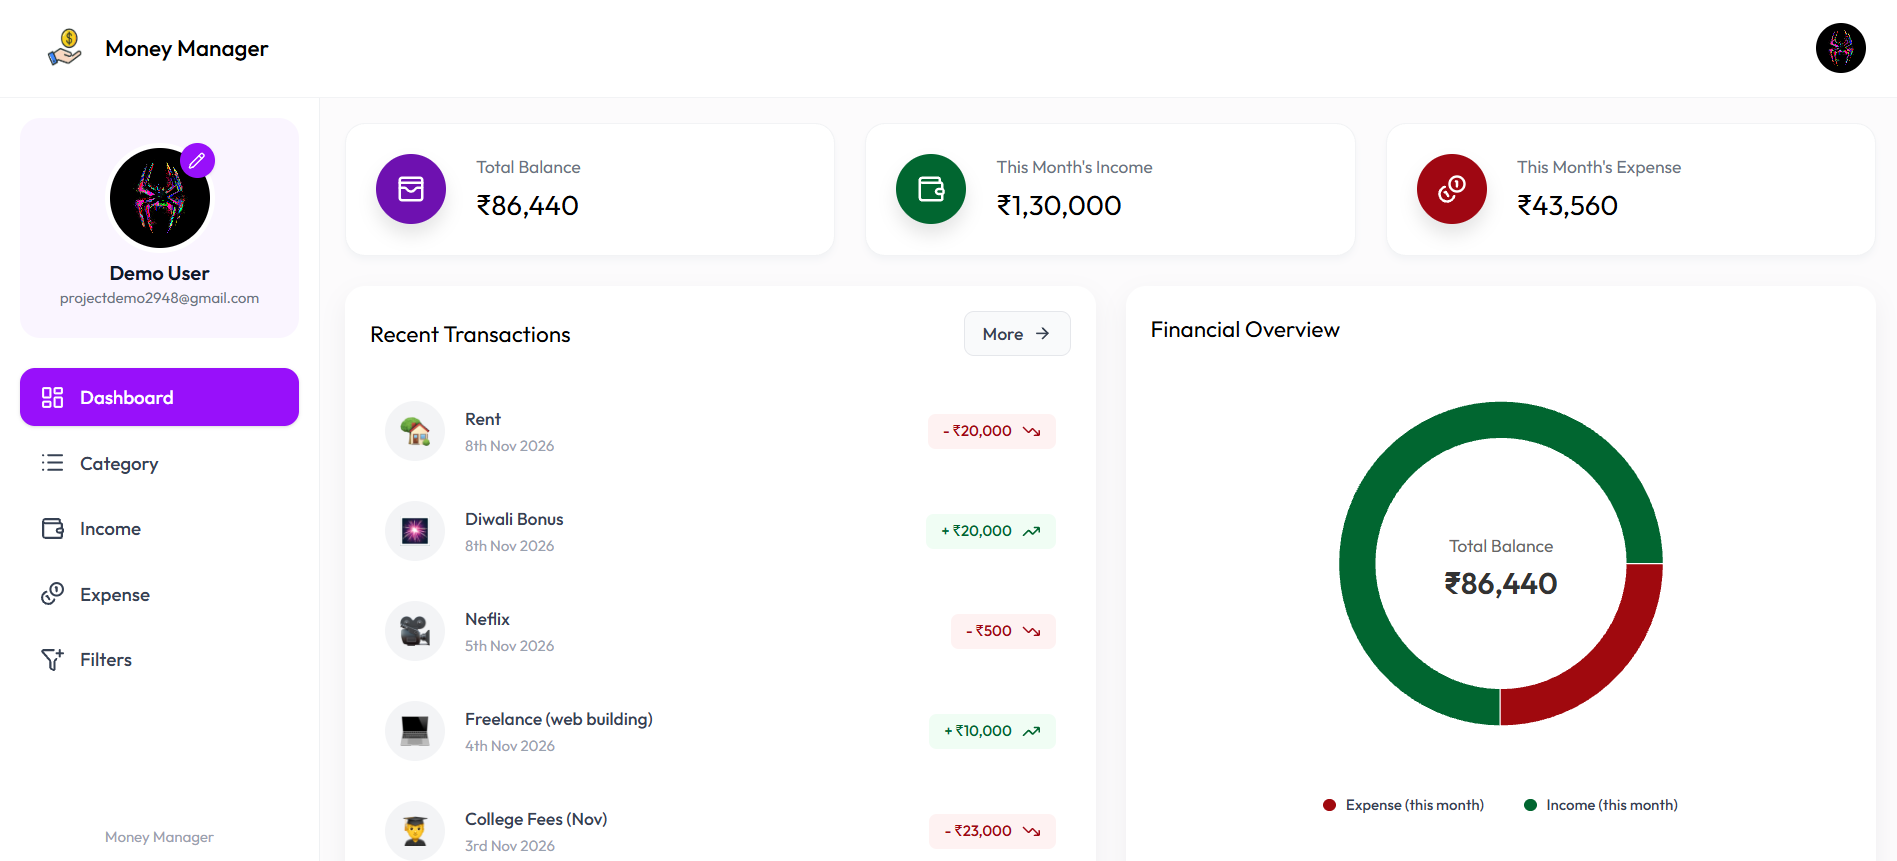 Money Manager
Demo User
projectdemo2948@gmail.com
Dashboard
Category
Income
Expense
Filters
Money Manager
Total Balance
₹86,440
This Month's Income
₹1,30,000
This Month's Expense
₹43,560
Recent Transactions
More
Rent
8th Nov 2026
- ₹20,000
Diwali Bonus
8th Nov 2026
+ ₹20,000
Neflix
5th Nov 2026
- ₹500
Freelance (web building)
4th Nov 2026
+ ₹10,000
College Fees (Nov)
3rd Nov 2026
- ₹23,000
Financial Overview
Total Balance
₹86,440
Expense (this month)
Income (this month)